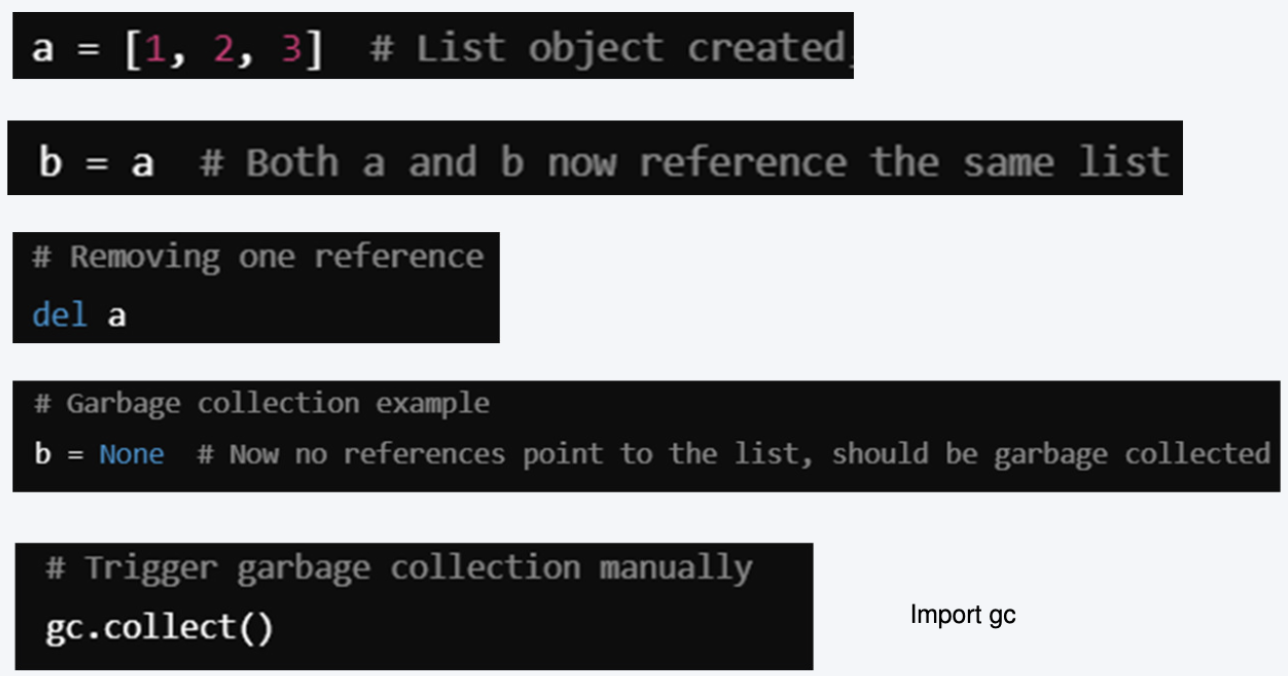 a = [1, 2, 3]  # List object created,
b = a  # Both a and b now reference the same list
# Removing one reference
del a
# Garbage collection example
b = None  # Now no references point to the list, should be garbage collected
# Trigger garbage collection manually
gc.collect()
Import gc